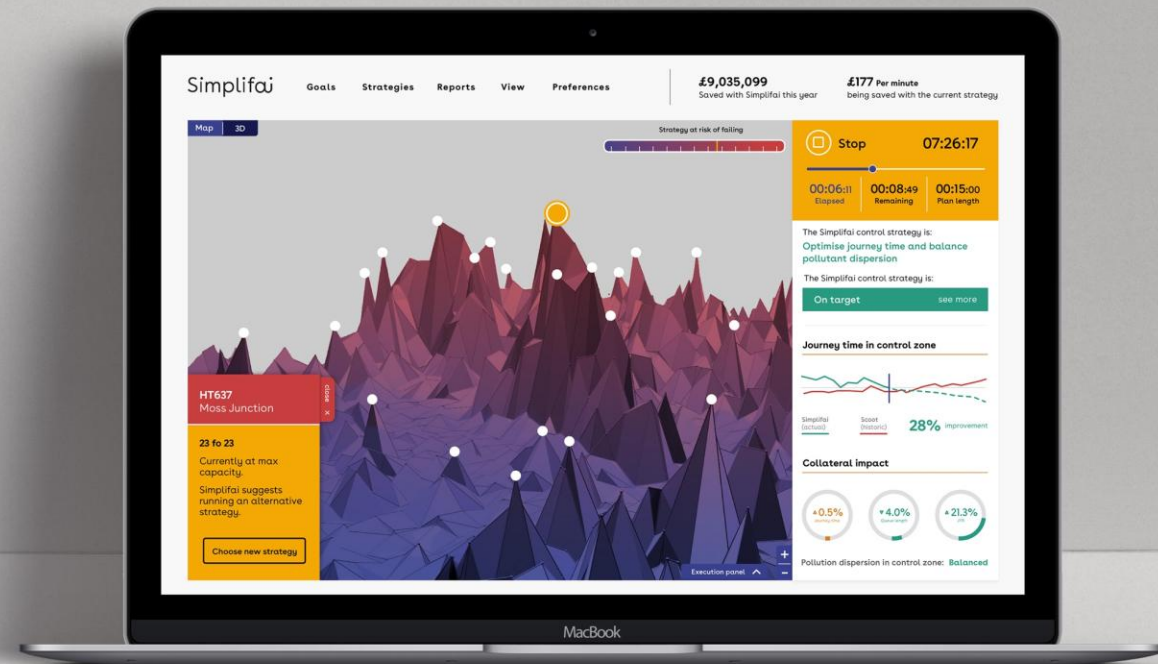 Simplifai
Goals Strategies Reports View Preferences
£9,035,099
Saved with Simplifai this year
£177 Per minute
being saved with the current strategy
Map 3D
Strategy at risk of failing
Stop 07:26:17
00:06:11 00:08:49 00:15:00
Elapsed Remaining Plan length
The Simplifai control strategy is:
Optimise journey time and balance
pollutant dispersion
The Simplifai control strategy is:
On target see more
Journey time in control zone
Simplifai
(actual)
Scoot
(historic)
28% improvement
Collateral impact
▲0.5%
▼4.0%
Queue length
▲21.3%
Pollution dispersion in control zone: Balanced
HT637
Moss Junction
close ×
23 fo 23
Currently at max
capacity.
Simplifai suggests
running an alternative
strategy.
Choose new strategy
+
Execution panel
−
MacBook